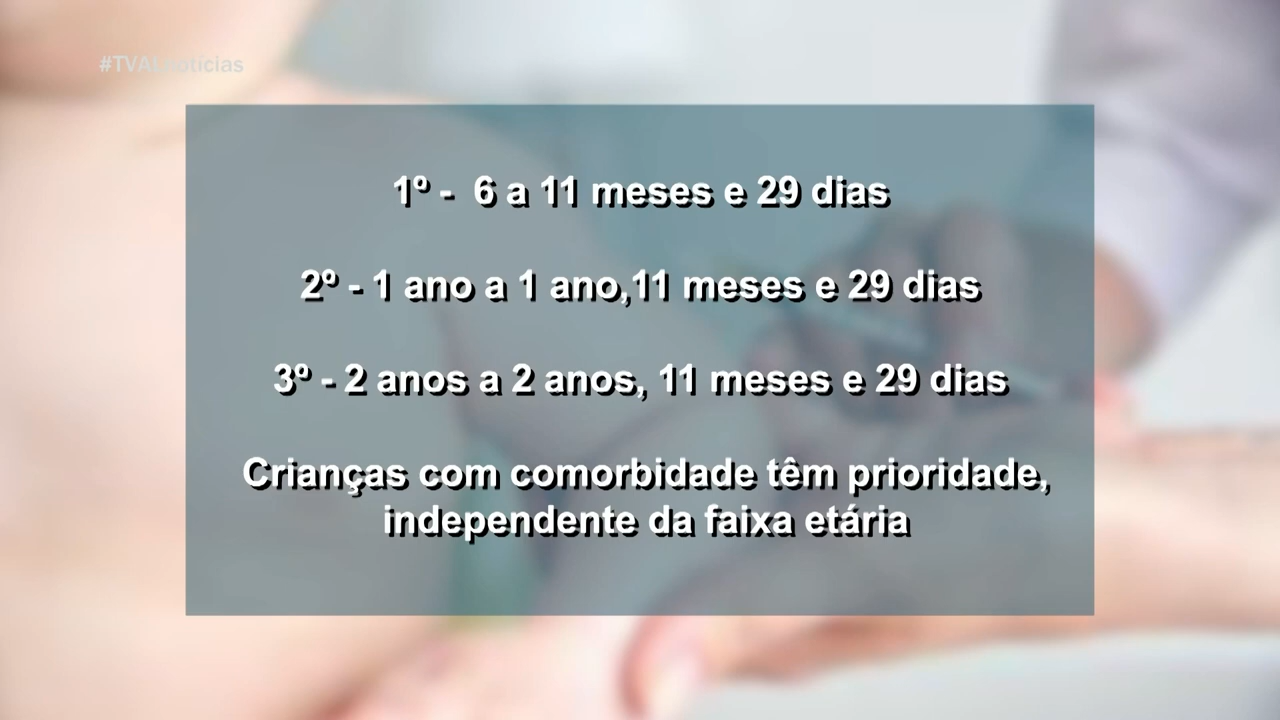 #TVALnotícias
1º - 6 a 11 meses e 29 dias
2º - 1 ano a 1 ano,11 meses e 29 dias
3º - 2 anos a 2 anos, 11 meses e 29 dias
Crianças com comorbidade têm prioridade,
independente da faixa etária